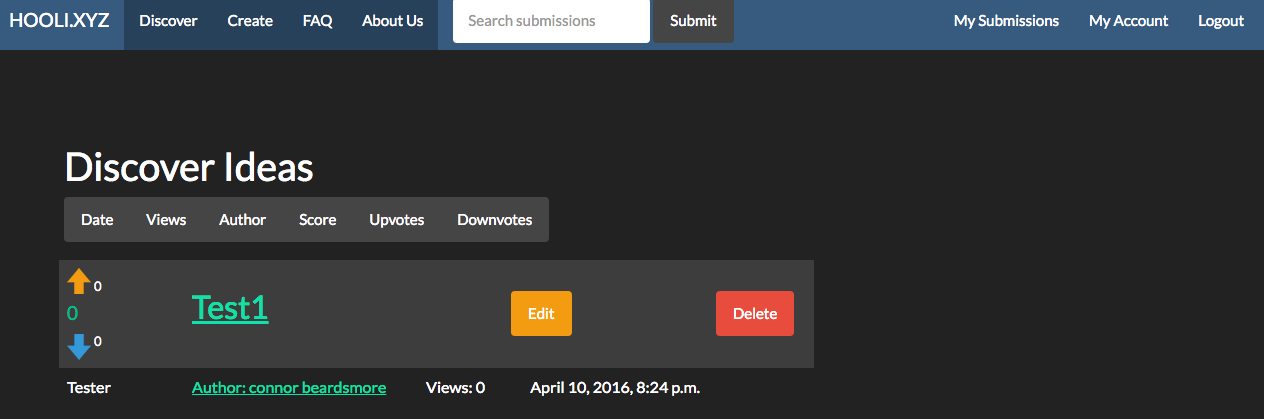 HOOLI.XYZ Discover Create FAQ About Us Search submissions Submit My Submissions My Account Logout
Discover Ideas
Date Views Author Score Upvotes Downvotes
0
0 Test1 Edit Delete
0
Tester Author: connor beardsmore Views: 0 April 10, 2016, 8:24 p.m.